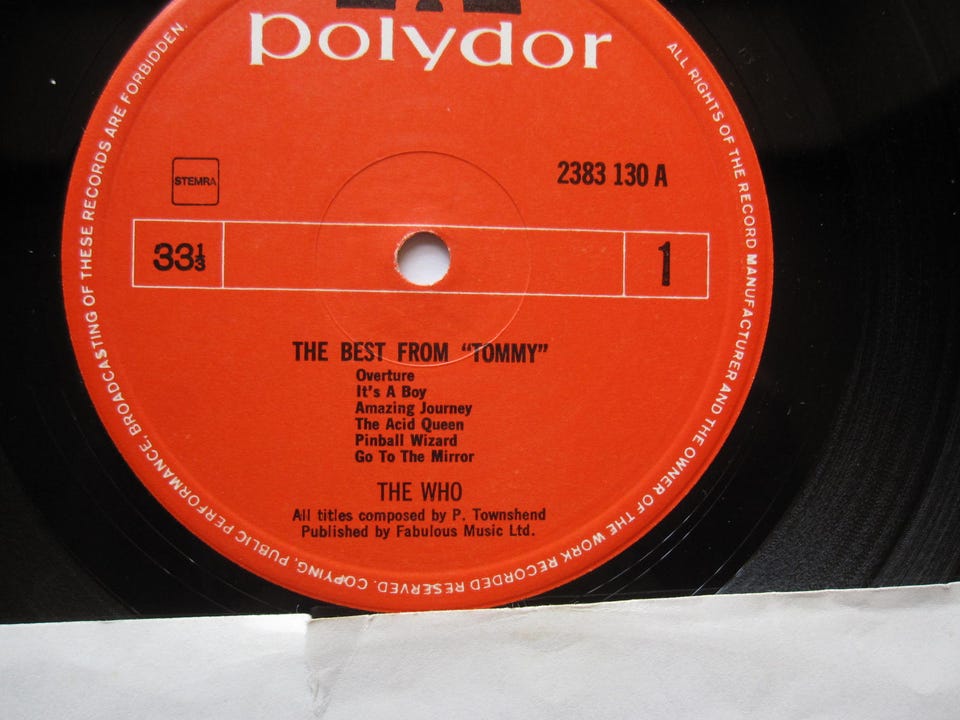 polydor
STEMRA
2383 130 A
33⅓
1
THE BEST FROM "TOMMY"
Overture
It's A Boy
Amazing Journey
The Acid Queen
Pinball Wizard
Go To The Mirror
THE WHO
All titles composed by P. Townshend
Published by Fabulous Music Ltd.
ALL RIGHTS OF THE RECORD MANUFACTURER AND THE OWNER OF THE WORK RECORDED RESERVED. COPYING, PUBLIC PERFORMANCE, BROADCASTING OF THESE RECORDS ARE FORBIDDEN.